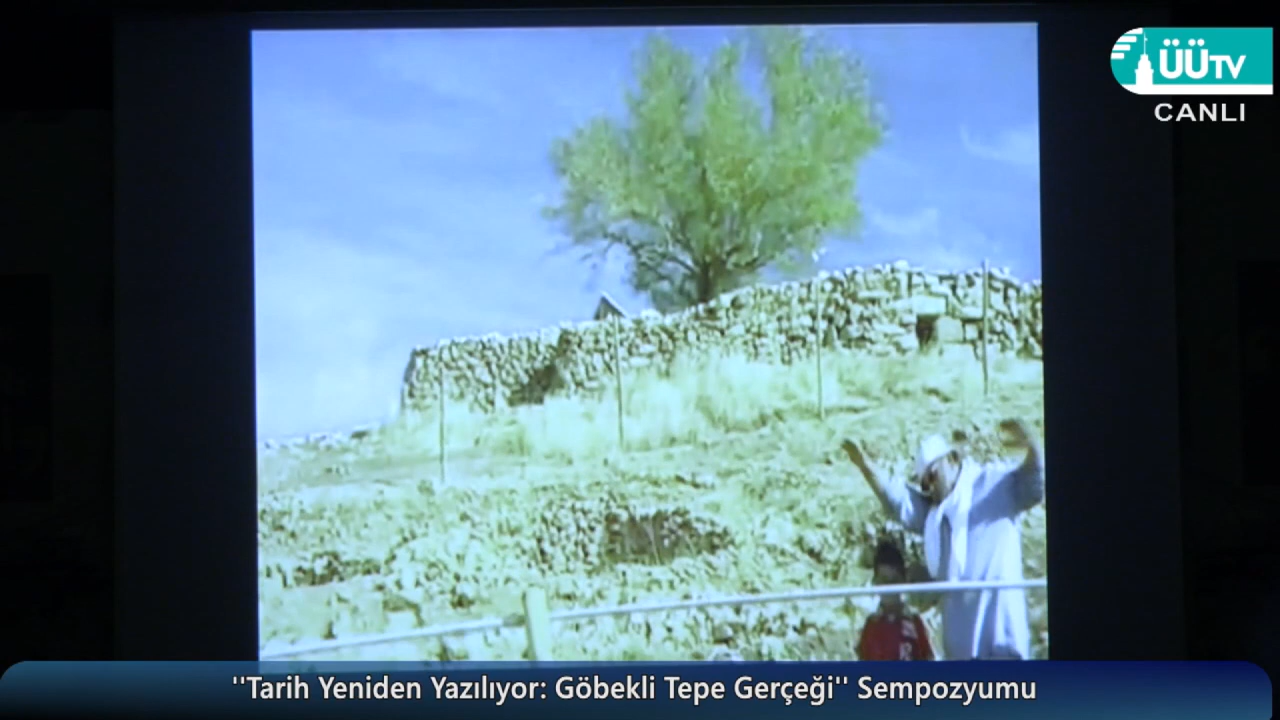 ÜÜTV
CANLI
''Tarih Yeniden Yazılıyor: Göbekli Tepe Gerçeği'' Sempozyumu